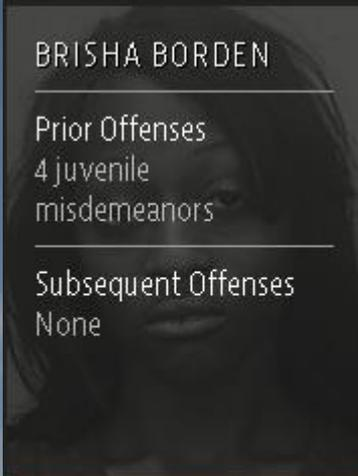 BRISHA BORDEN
Prior Offenses
4 juvenile
misdemeanors
Subsequent Offenses
None